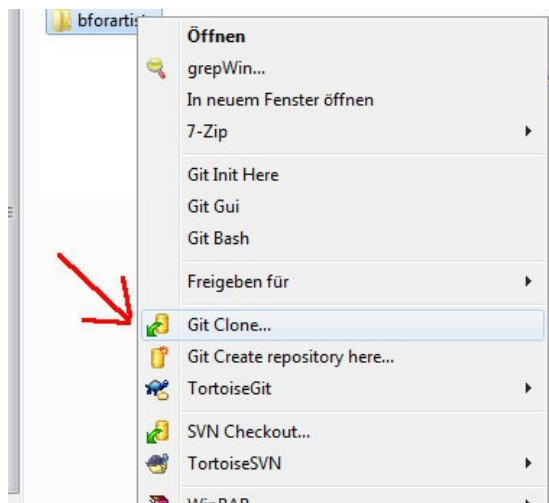 bforartis
Öffnen
grepWin...
In neuem Fenster öffnen
7-Zip
Git Init Here
Git Gui
Git Bash
Freigeben für
Git Clone...
Git Create repository here...
TortoiseGit
SVN Checkout...
TortoiseSVN
WinRAR